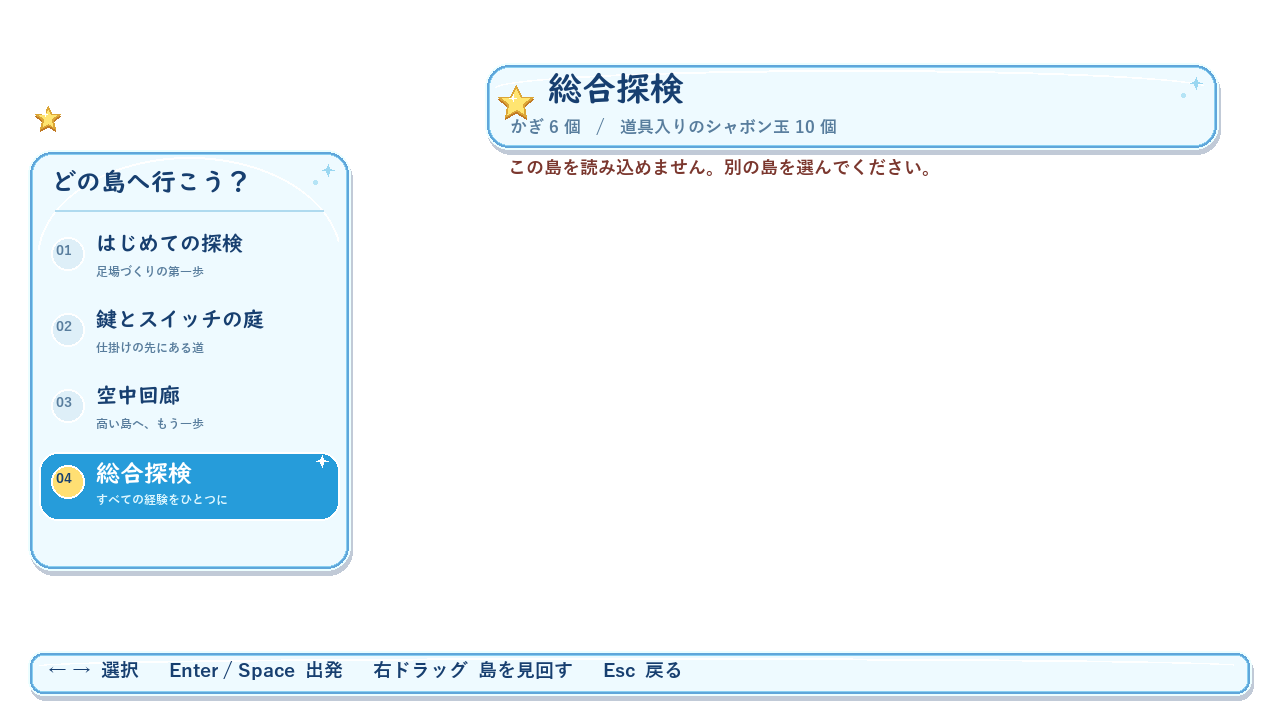 総合探検
かぎ 6 個 / 道具入りのシャボン玉 10 個
この島を読み込めません。別の島を選んでください。
どの島へ行こう？
01 はじめての探検
足場づくりの第一歩
02 鍵とスイッチの庭
仕掛けの先にある道
03 空中回廊
高い島へ、もう一歩
04 総合探検
すべての経験をひとつに
← → 選択 Enter / Space 出発 右ドラッグ 島を見回す Esc 戻る